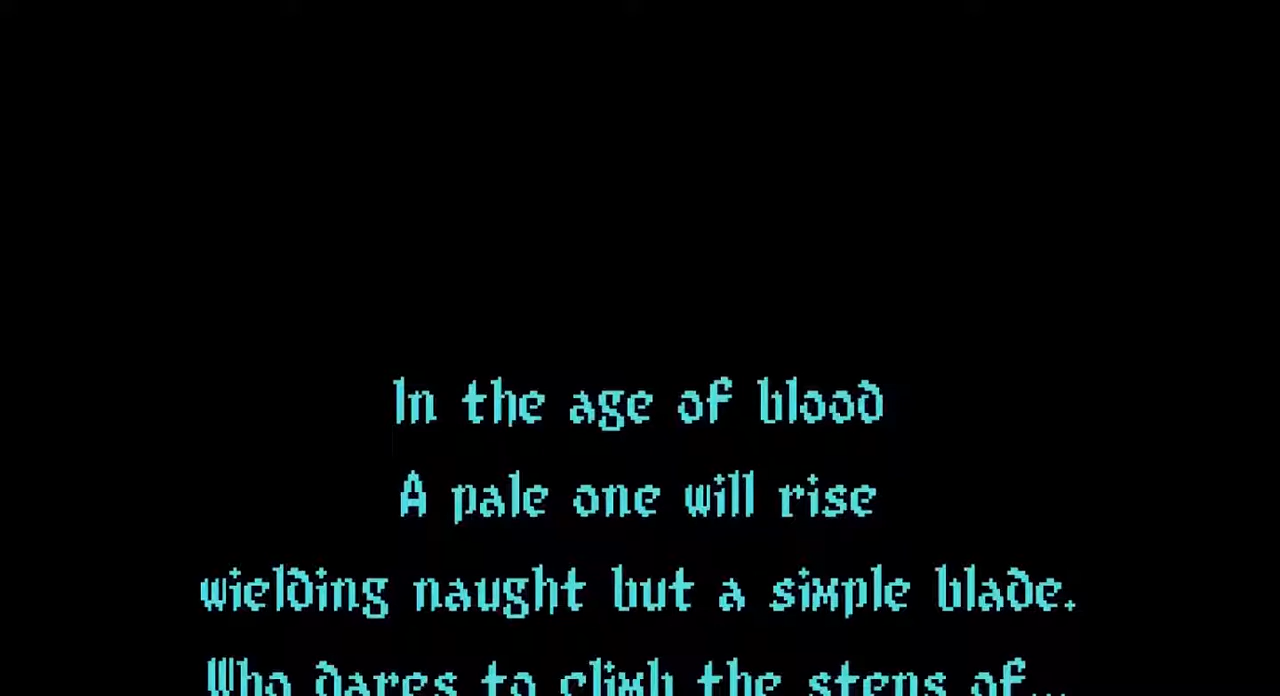 In the age of blood
A pale one will rise
wielding naught but a simple blade.
Who dares to climb the steps of...